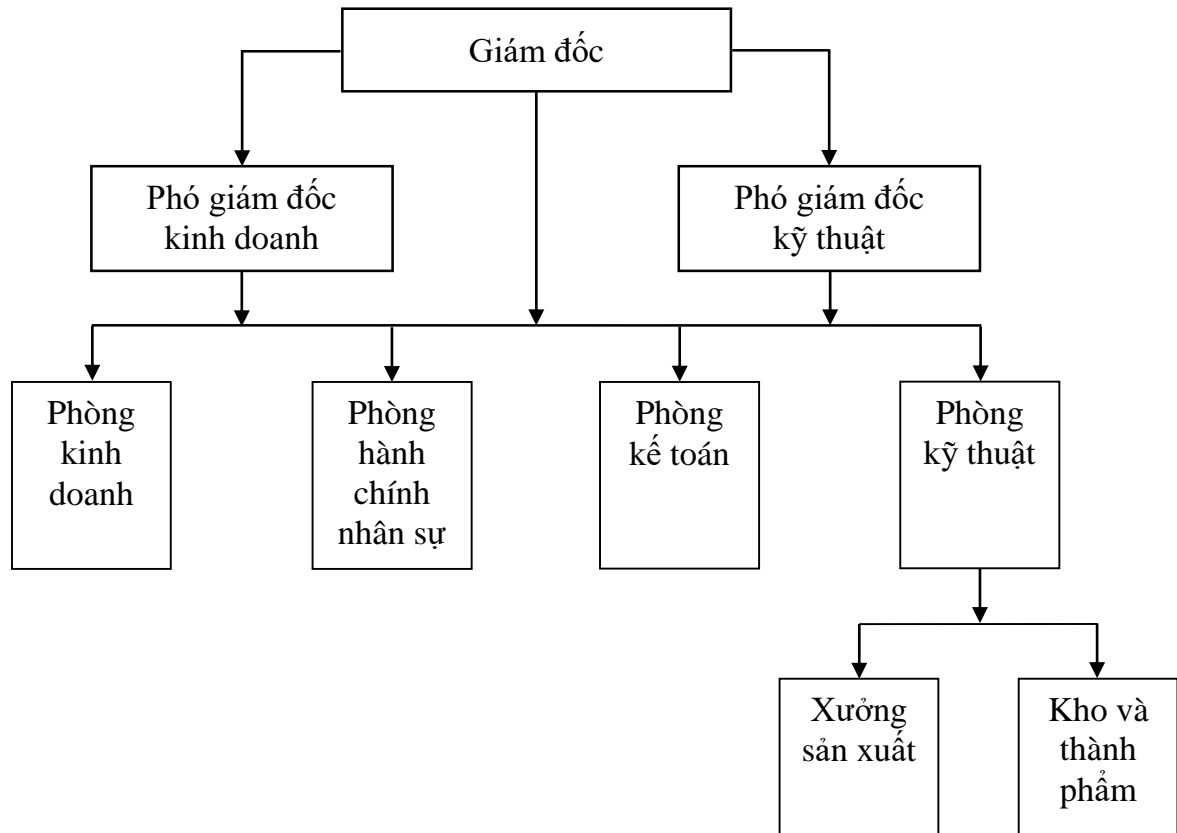 Giám đốc
Phó giám đốc
kinh doanh
Phó giám đốc
kỹ thuật
Phòng
kinh
doanh
Phòng
hành
chính
nhân sự
Phòng
kế toán
Phòng
kỹ thuật
Xưởng
sản xuất
Kho và
thành
phẩm